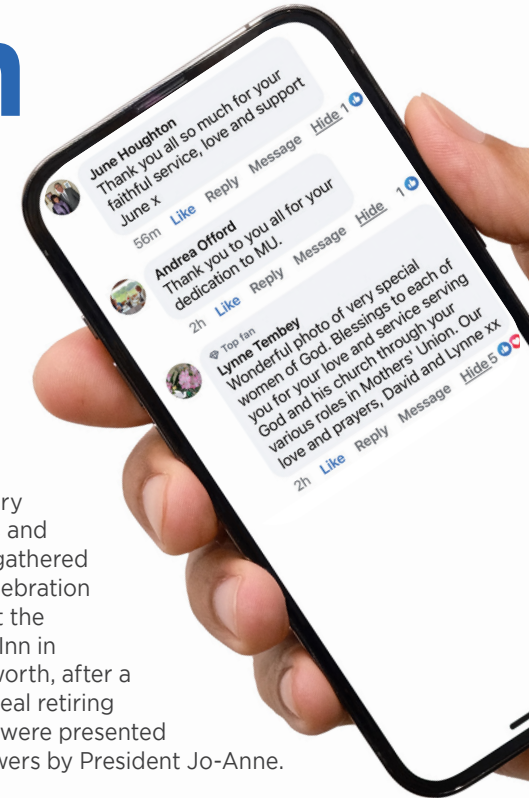 n
June Houghton
Thank you all so much for your
faithful service, love and support
June x
56m Like Reply Message Hide 1
Andrea Offord
Thank you to you all for your
dedication to MU.
2h Like Reply Message Hide 1
Top fan
Lynne Tembey
Wonderful photo of very special
women of God. Blessings to each of
you for your love and service serving
God and his church through your
various roles in Mothers' Union. Our
love and prayers, David and Lynne xx
2h Like Reply Message Hide 5
ry
and
gathered
ebration
t the
Inn in
worth, after a
eal retiring
were presented
wers by President Jo-Anne.